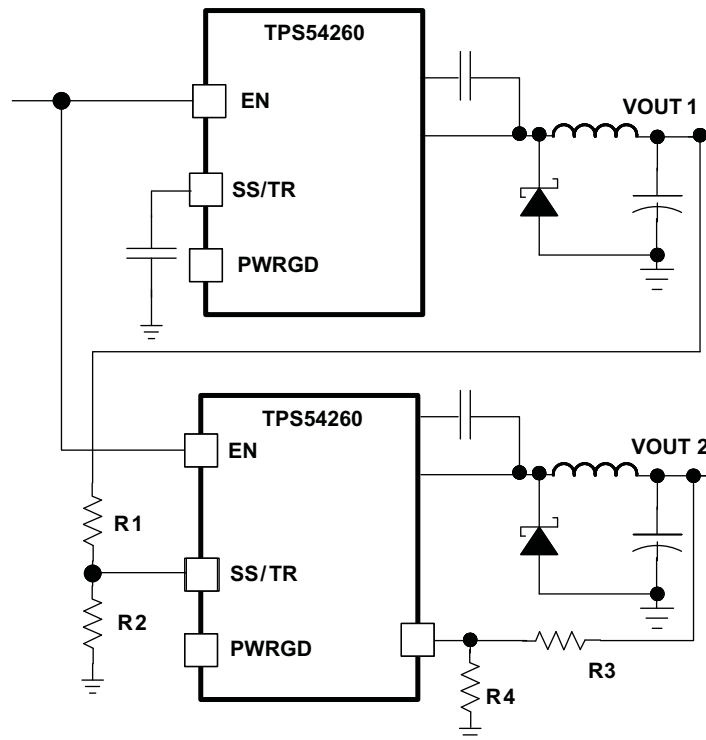 TPS54260
EN
VOUT 1
SS/TR
PWRGD
TPS54260
EN
VOUT 2
R1
SS/TR
R2
PWRGD
R3
R4